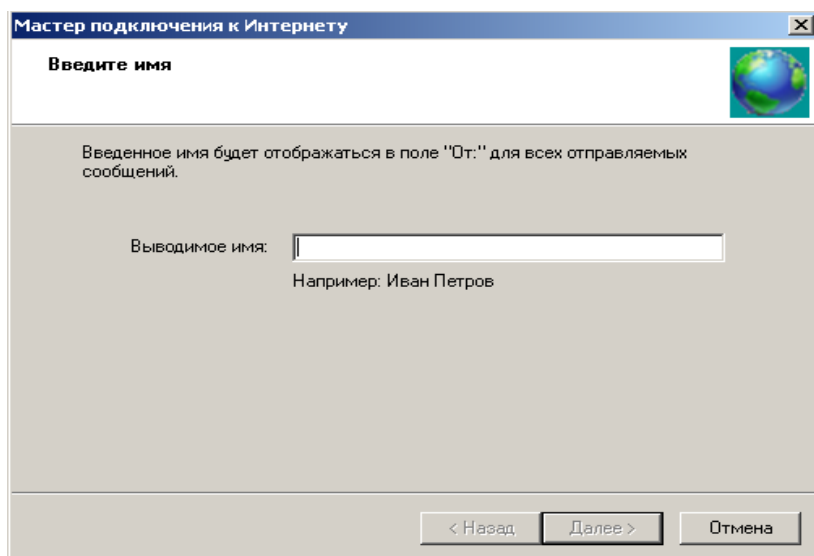 Мастер подключения к Интернету
Введите имя
Введенное имя будет отображаться в поле "От:" для всех отправляемых
сообщений.
Выводимое имя:
Например: Иван Петров
< Назад Далее > Отмена